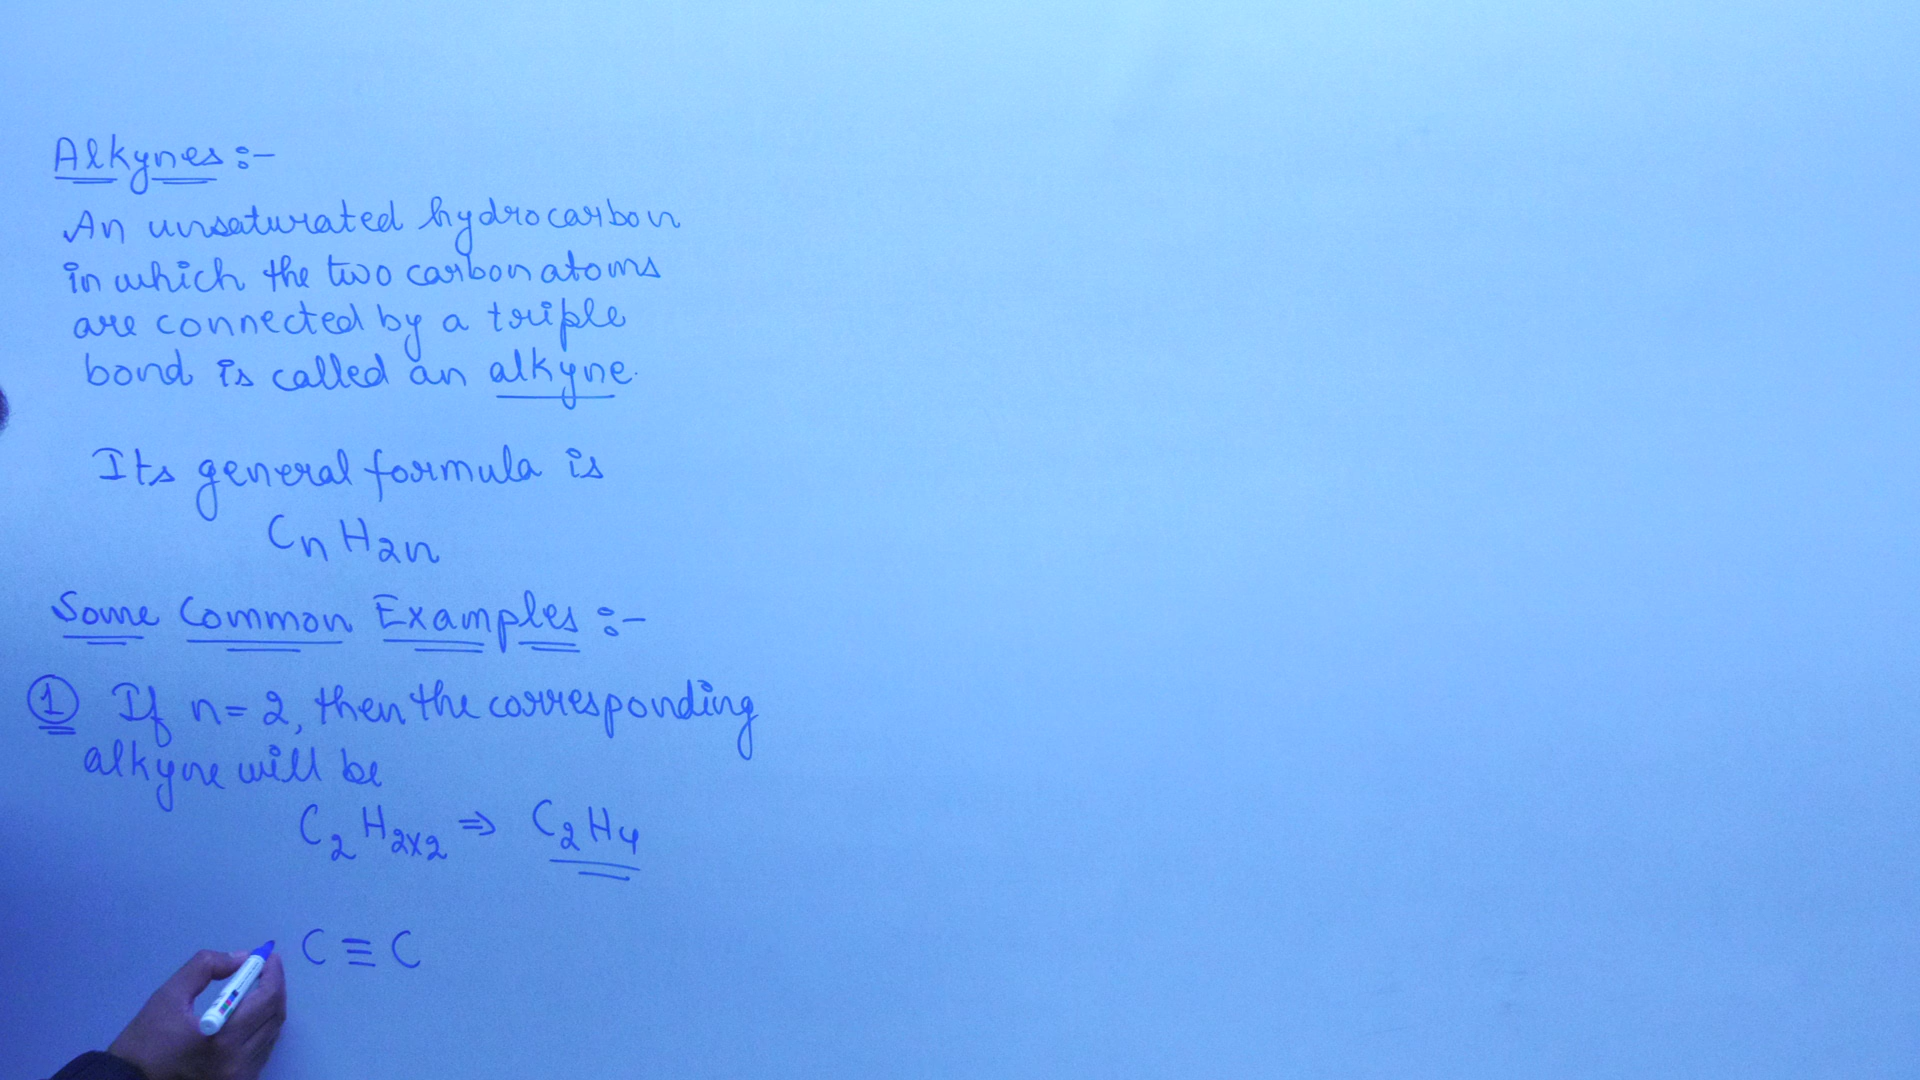 Alkynes :-
An unsaturated hydrocarbon
in which the two carbon atoms
are connected by a triple
bond is called an alkyne.
Its general formula is
CnH2n
Some Common Examples :-
① If n=2, then the corresponding
alkyne will be
C2H2x2 ⇒ C2H4
C≡C